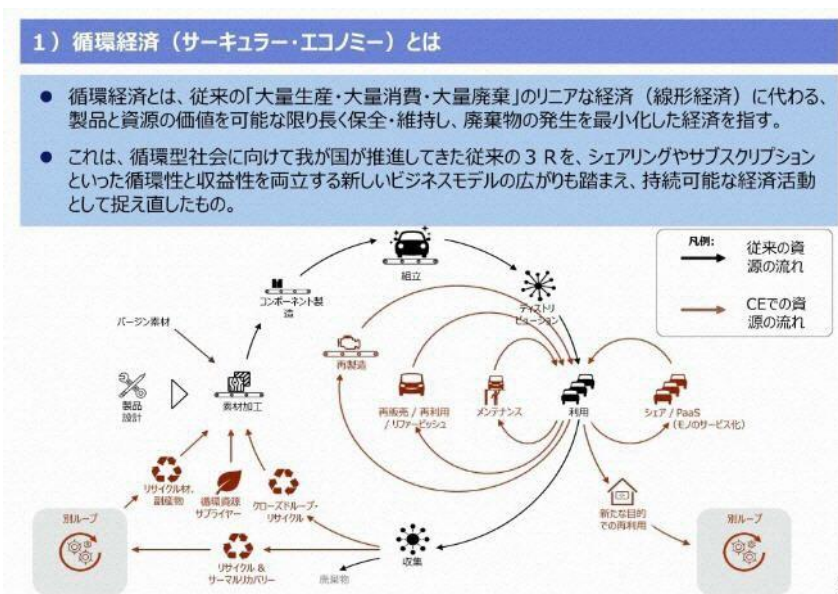 1）循環経済（サーキュラー・エコノミー）とは
● 循環経済とは、従来の「大量生産・大量消費・大量廃棄」のリニアな経済（線形経済）に代わる、
製品と資源の価値を可能な限り長く保全・維持し、廃棄物の発生を最小化した経済を指す。
● これは、循環型社会に向けて我が国が推進してきた従来の３Ｒを、シェアリングやサブスクリプション
といった循環性と収益性を両立する新しいビジネスモデルの広がりも踏まえ、持続可能な経済活動
として捉え直したもの。
凡例:
従来の資
源の流れ
CEでの資
源の流れ
組立
コンポーネント製
造
ディストリ
ビューション
バージン素材
再製造
製品
設計
素材加工
再販売 / 再利用
/ リファービッシュ
メンテナンス
利用
シェア / PaaS
（モノのサービス化）
リサイクル材、
副産物
循環資源
サプライヤー
クローズドループ・
リサイクル
新たな目的
での再利用
別ループ
別ループ
リサイクル &
サーマルリカバリー
廃棄物
収集